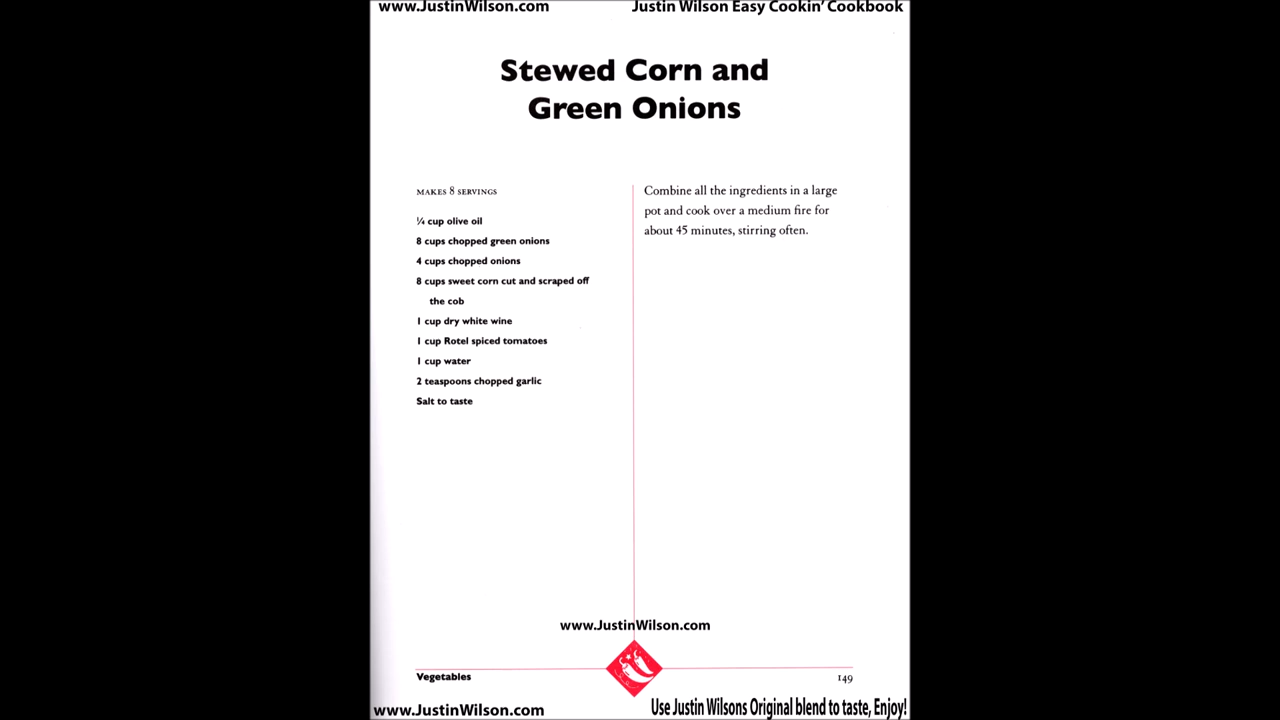 www.JustinWilson.com
Justin Wilson Easy Cookin' Cookbook
Stewed Corn and
Green Onions
MAKES 8 SERVINGS
¼ cup olive oil
8 cups chopped green onions
4 cups chopped onions
8 cups sweet corn cut and scraped off
the cob
1 cup dry white wine
1 cup Rotel spiced tomatoes
1 cup water
2 teaspoons chopped garlic
Salt to taste
Combine all the ingredients in a large
pot and cook over a medium fire for
about 45 minutes, stirring often.
www.JustinWilson.com
Vegetables
149
www.JustinWilson.com
Use Justin Wilsons Original blend to taste, Enjoy!